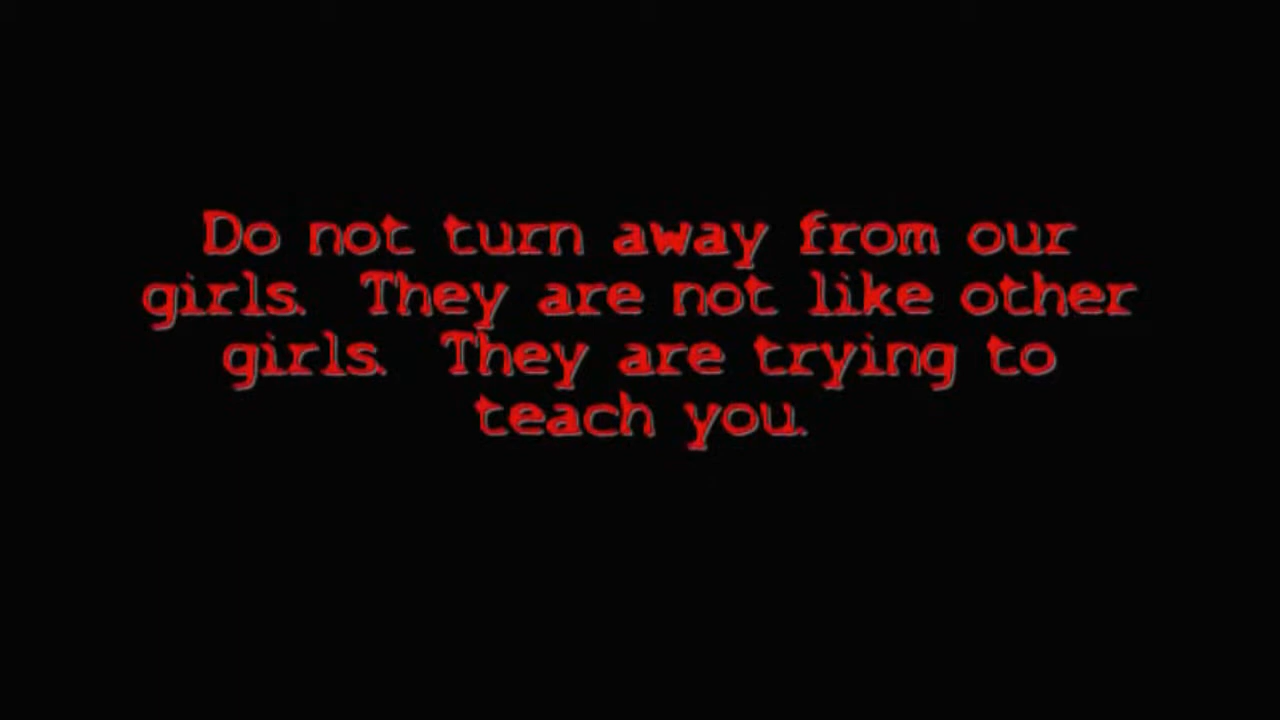 Do not turn away from our
girls.  They are not like other
girls.  They are trying to
teach you.